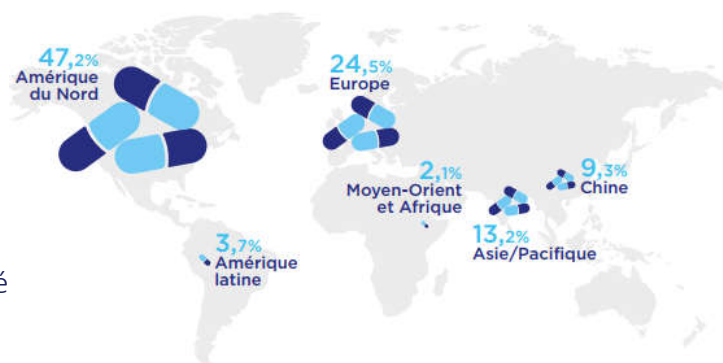 47,2%
Amérique
du Nord
24,5%
Europe
2,1%
Moyen-Orient
et Afrique
9,3%
Chine
13,2%
Asie/Pacifique
3,7%
Amérique
latine
é